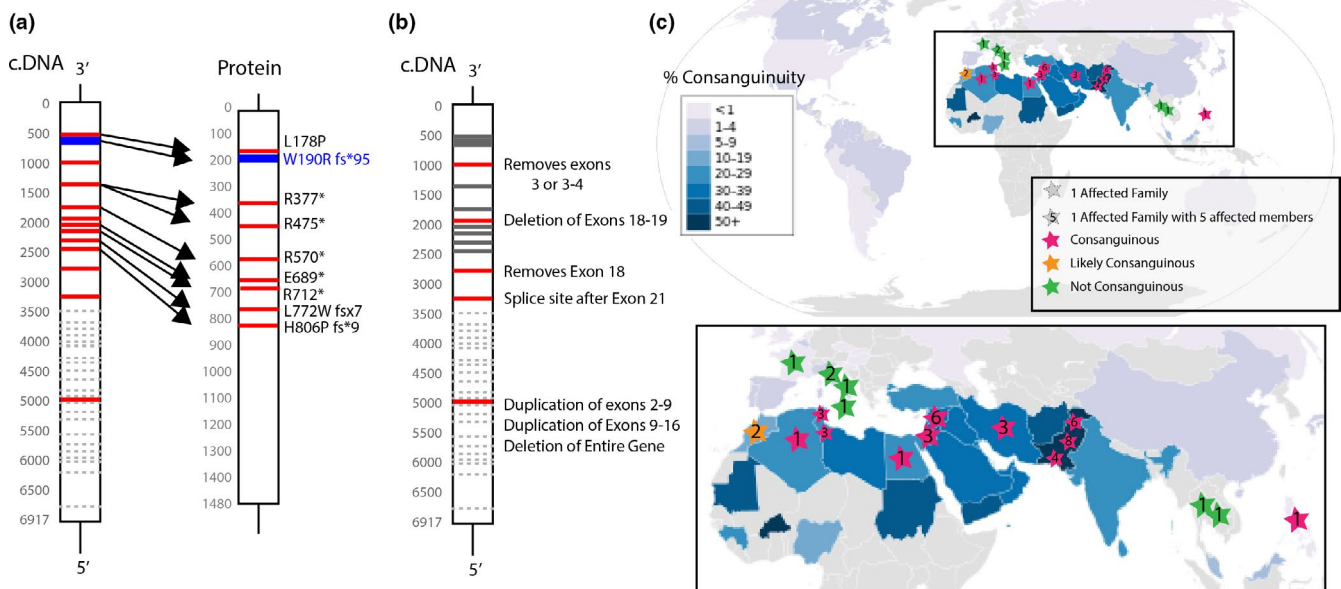 (a)
c.DNA
3′
Protein
0
500
1000
1500
2000
2500
3000
3500
4000
4500
5000
5500
6000
6500
6917
5′
0
100
200
300
400
500
600
700
800
900
1000
1100
1200
1300
1400
1480
L178P
W190R fs*95
R377*
R475*
R570*
E689*
R712*
L772W fsx7
H806P fs*9
(b)
c.DNA
3′
0
500
1000
1500
2000
2500
3000
3500
4000
4500
5000
5500
6000
6500
6917
5′
Removes exons
3 or 3-4
Deletion of Exons 18-19
Removes Exon 18
Splice site after Exon 21
Duplication of exons 2-9
Duplication of Exons 9-16
Deletion of Entire Gene
(c)
% Consanguinity
<1
1–4
5–9
10–19
20–29
30–39
40–49
50+
1 Affected Family
5 1 Affected Family with 5 affected members
Consanguinous
Likely Consanguinous
Not Consanguinous
1
2
1
1
2
1
3
3
1
6
3
3
6
8
4
1
1
1